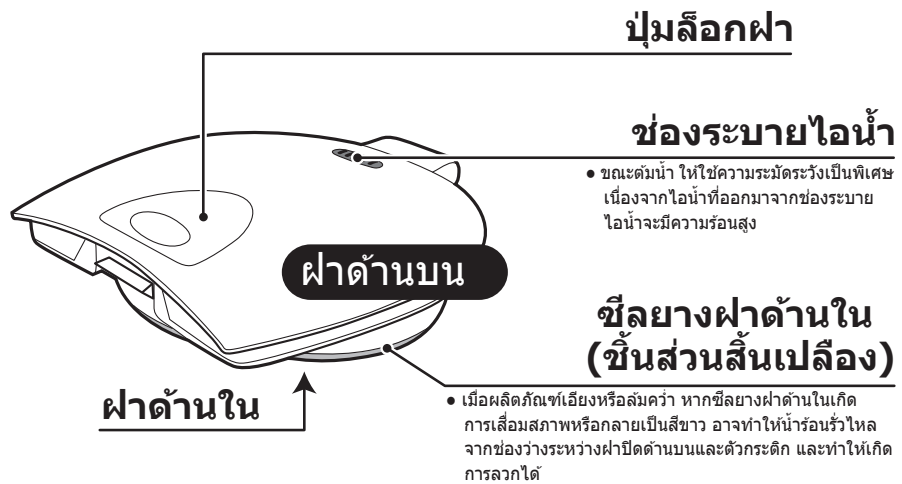 ปุ่มล็อกฝา
ช่องระบายไอน้ำ
● ขณะต้มน้ำ ให้ใช้ความระมัดระวังเป็นพิเศษ
เนื่องจากไอน้ำที่ออกมาจากช่องระบาย
ไอน้ำจะมีความร้อนสูง
ฝาด้านบน
ซีลยางฝาด้านใน
(ชิ้นส่วนสิ้นเปลือง)
ฝาด้านใน
● เมื่อผลิตภัณฑ์เอียงหรือล้มคว่ำ หากซีลยางฝาด้านในเกิด
การเสื่อมสภาพหรือกลายเป็นสีขาว อาจทำให้น้ำร้อนรั่วไหล
จากช่องว่างระหว่างฝาปิดด้านบนและตัวกระติก และทำให้เกิด
การลวกได้